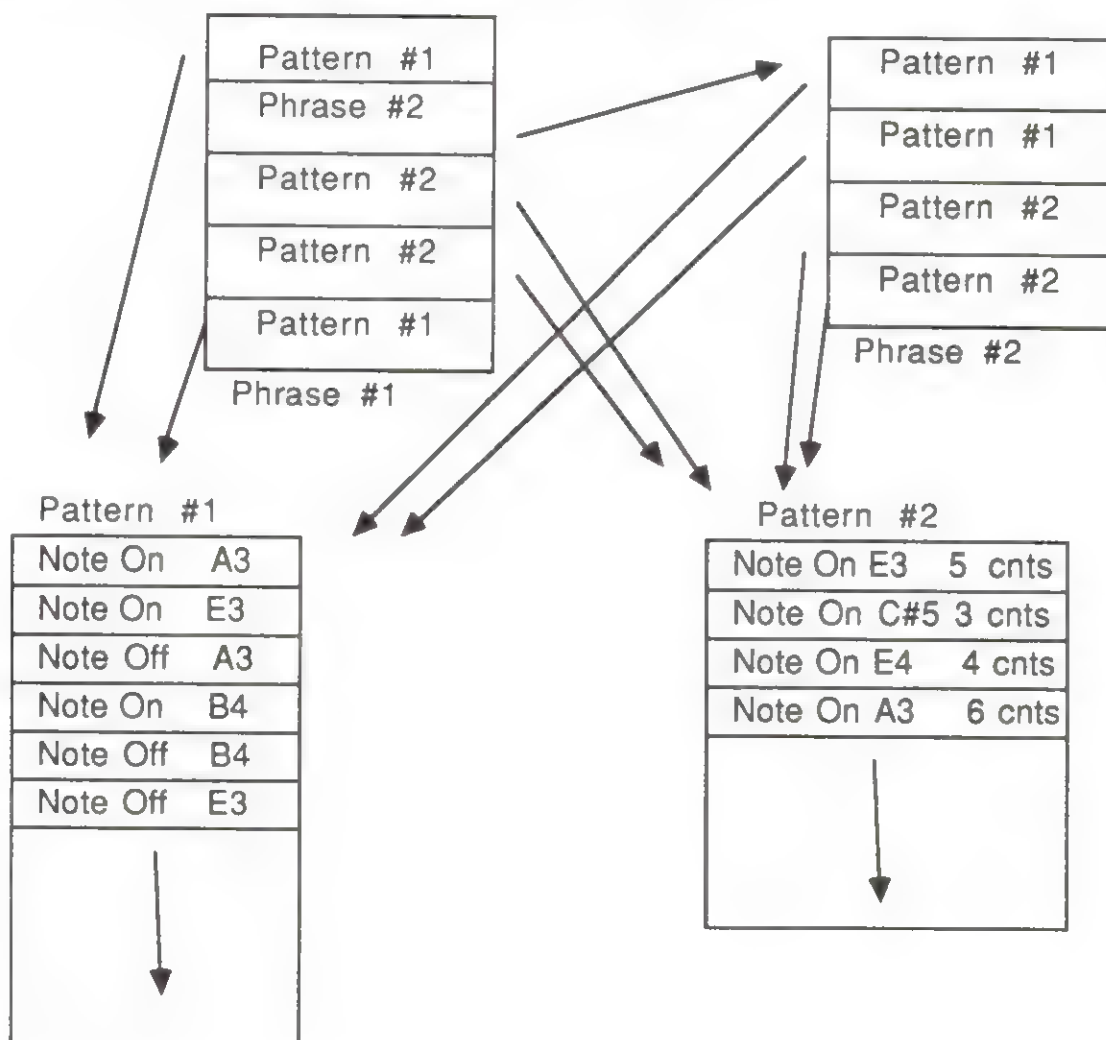 Pattern #1
Phrase #2
Pattern #2
Pattern #2
Pattern #1
Phrase #1
Pattern #1
Pattern #1
Pattern #2
Pattern #2
Phrase #2
Pattern #1
Note On A3
Note On E3
Note Off A3
Note On B4
Note Off B4
Note Off E3
Pattern #2
Note On E3 5 cnts
Note On C#5 3 cnts
Note On E4 4 cnts
Note On A3 6 cnts